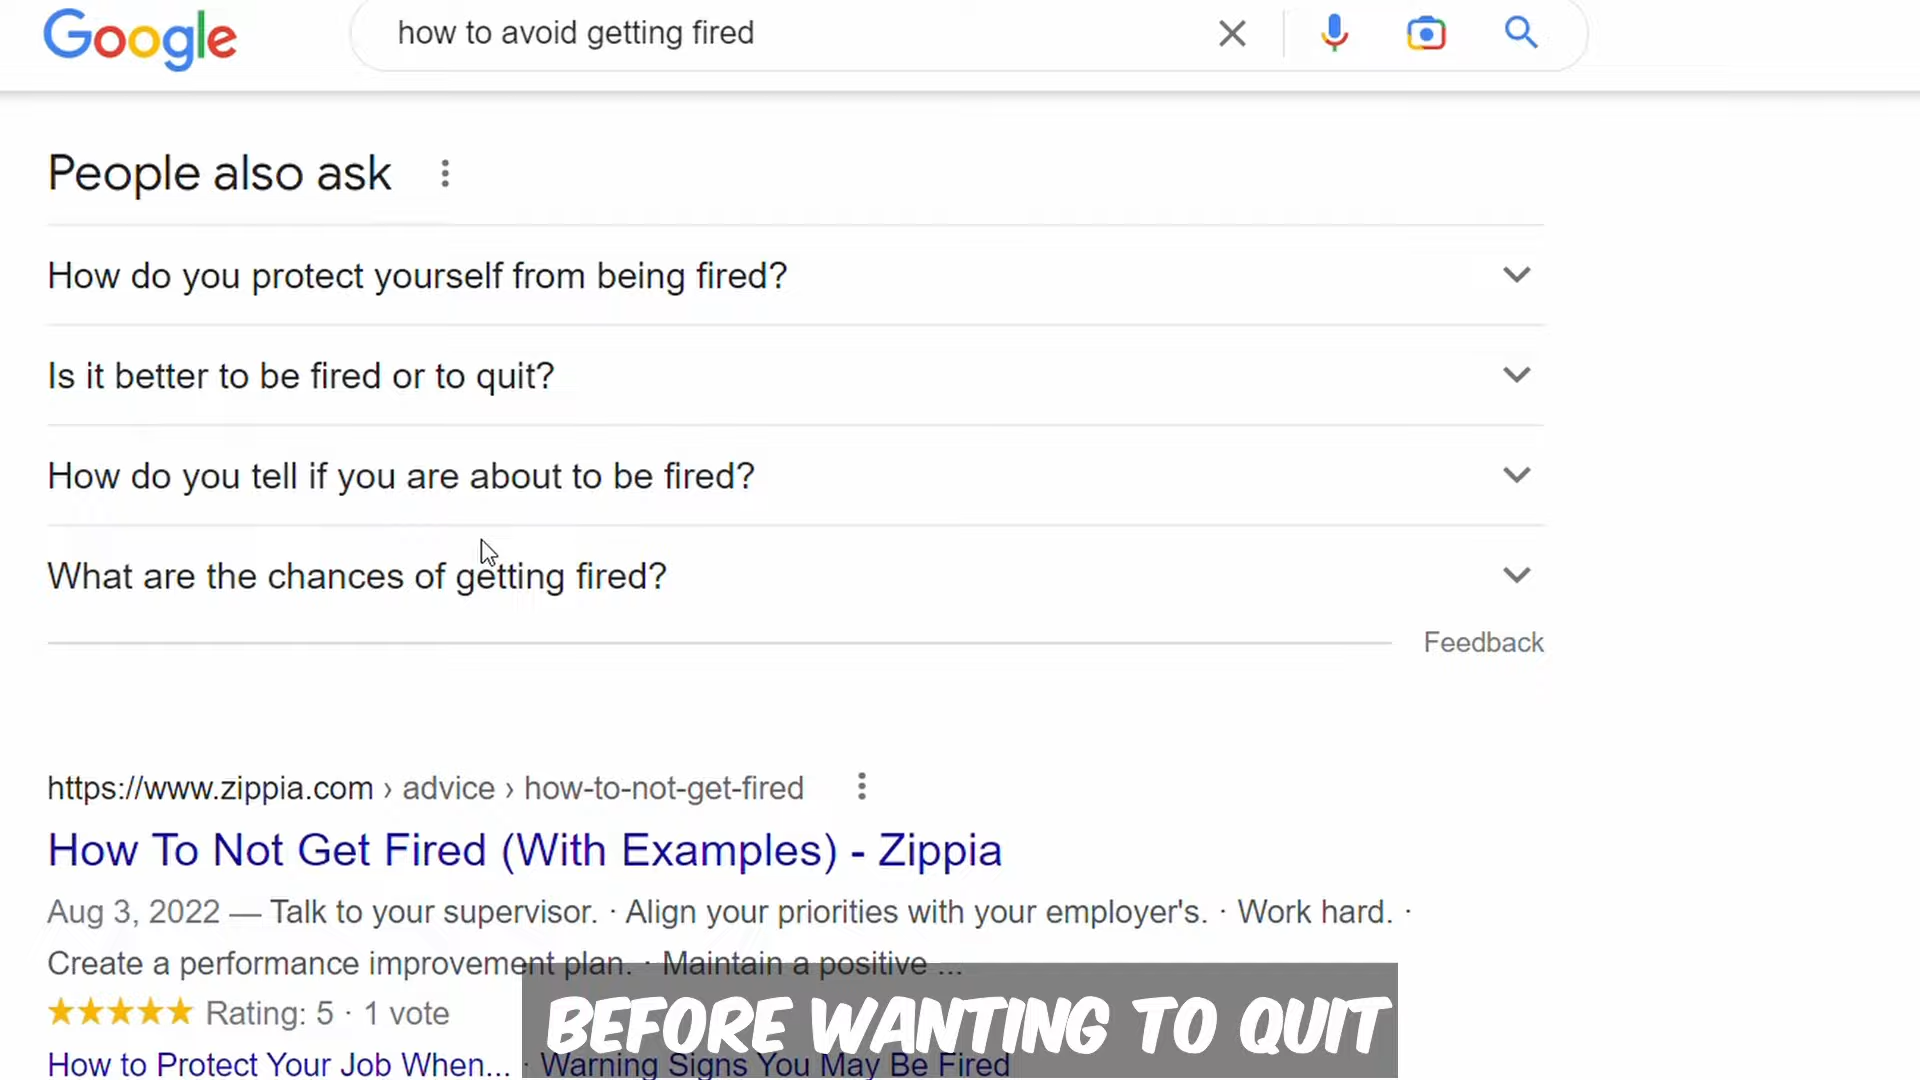 Google
how to avoid getting fired
People also ask
How do you protect yourself from being fired?
Is it better to be fired or to quit?
How do you tell if you are about to be fired?
What are the chances of getting fired?
Feedback
https://www.zippia.com › advice › how-to-not-get-fired
How To Not Get Fired (With Examples) - Zippia
Aug 3, 2022 — Talk to your supervisor. · Align your priorities with your employer's. · Work hard. ·
Create a performance improvement plan. · Maintain a positive ...
Rating: 5 · 1 vote
How to Protect Your Job When... · Warning Signs You May Be Fired
BEFORE WANTING TO QUIT